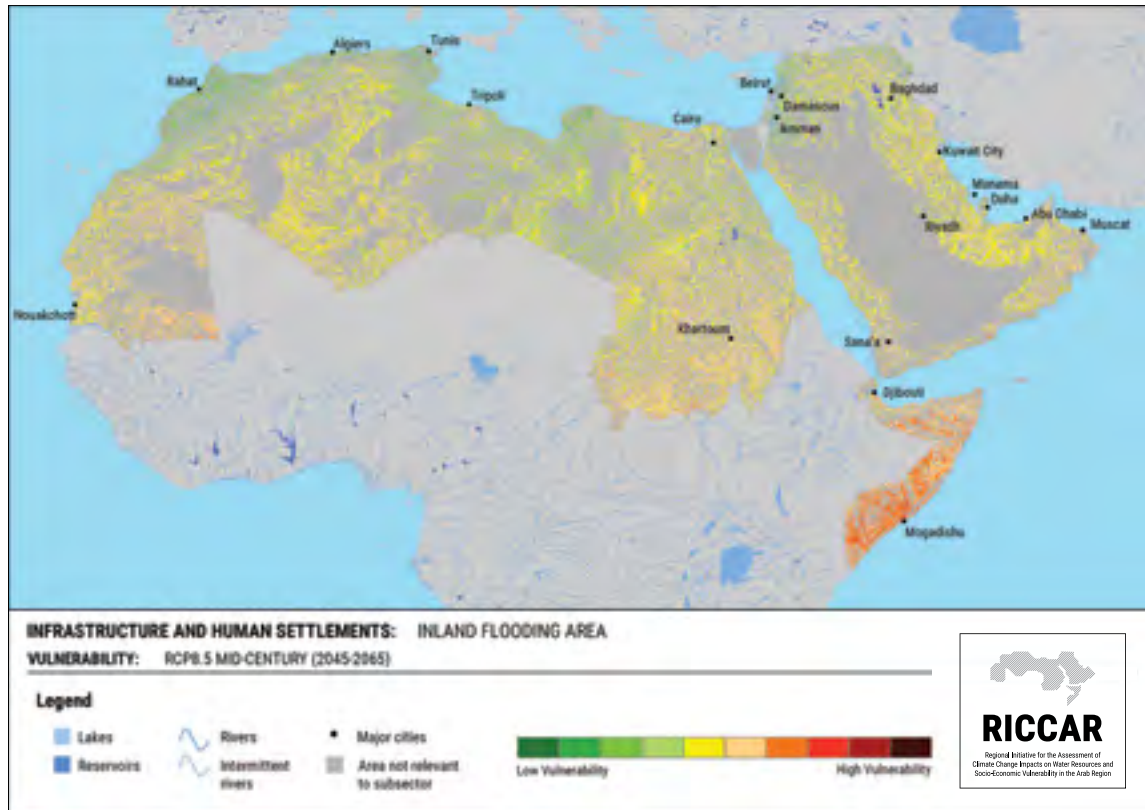 Algiers
Tunis
Rabat
Tripoli
Beirut
Baghdad
Damascus
Cairo
Amman
Kuwait City
Manama
Doha
Abu Dhabi
Riyadh
Muscat
Nouakchott
Khartoum
Sana'a
Djibouti
Mogadishu
INFRASTRUCTURE AND HUMAN SETTLEMENTS: INLAND FLOODING AREA
VULNERABILITY: RCP8.5 MID-CENTURY (2045-2065)
Legend
Lakes
Rivers
Major cities
Reservoirs
Intermittent
rivers
Area not relevant
to subsector
Low Vulnerability
High Vulnerability
RICCAR
Regional Initiative for the Assessment of
Climate Change Impacts on Water Resources and
Socio-Economic Vulnerability in the Arab Region